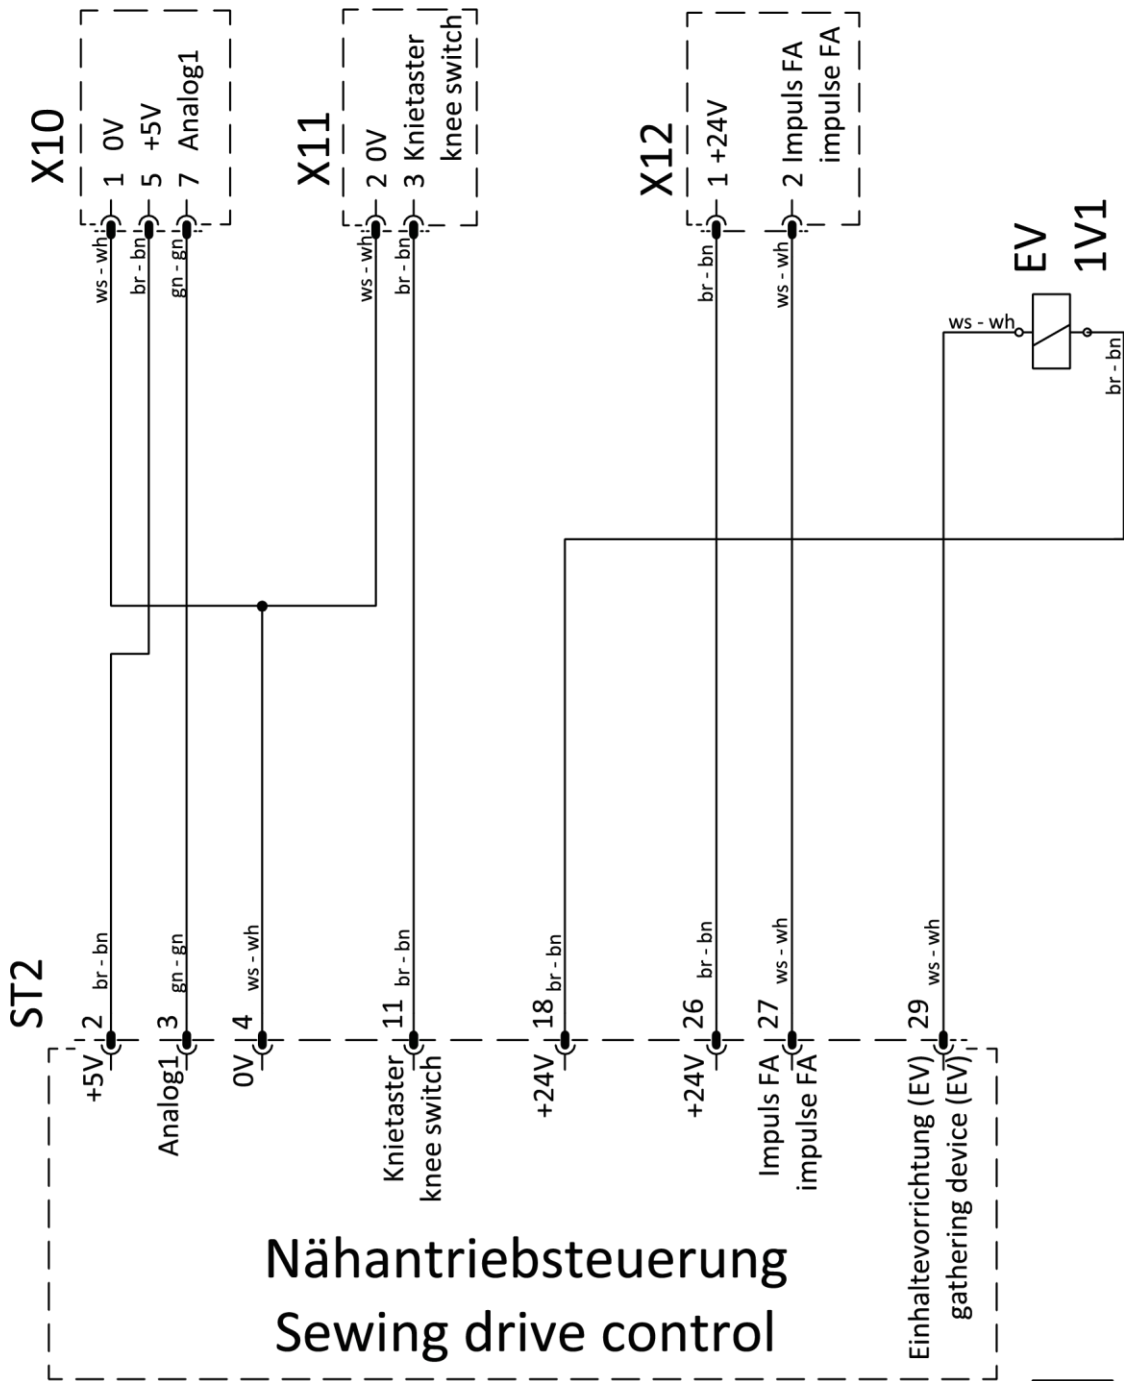 X10
1 0V
5 +5V
7 Analog1
ws - wh
br - bn
gn - gn
X11
2 0V
3 Knietaster
knee switch
ws - wh
br - bn
X12
1 +24V
2 Impuls FA
impulse FA
br - bn
ws - wh
EV
1V1
ws - wh
br - bn
ST2
2
br - bn
+5V
3
gn - gn
Analog1
4
ws - wh
0V
11
br - bn
Knietaster
knee switch
18
br - bn
+24V
26
br - bn
+24V
27
ws - wh
Impuls FA
impulse FA
29
ws - wh
Einhaltevorrichtung (EV)
gathering device (EV)
Nähantriebsteuerung
Sewing drive control